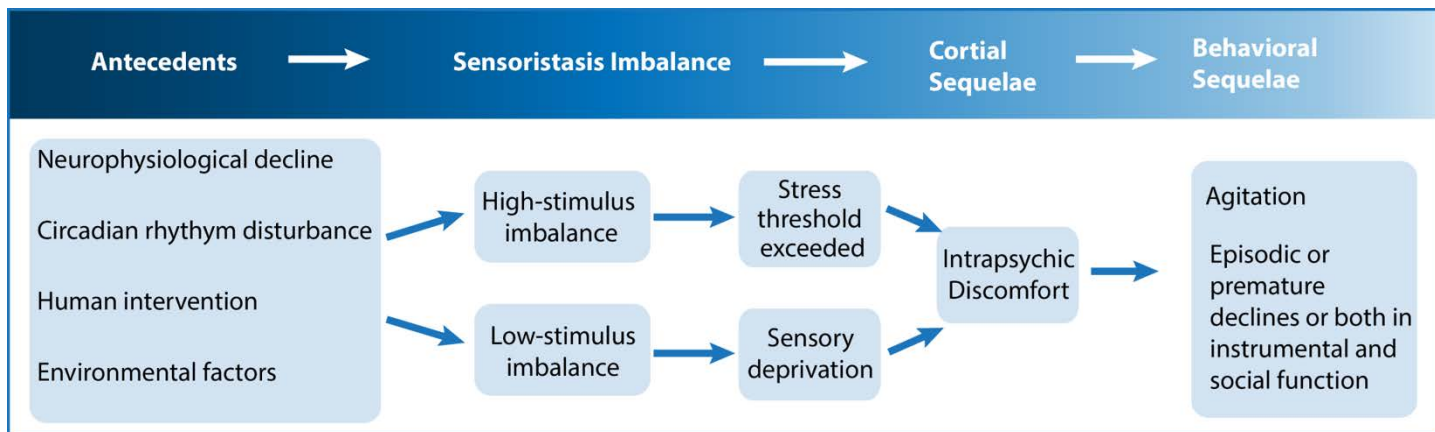 Antecedents
Sensoristasis Imbalance
Cortial
Sequelae
Behavioral
Sequelae
Neurophysiological decline
Circadian rhythym disturbance
Human intervention
Environmental factors
High-stimulus
imbalance
Low-stimulus
imbalance
Stress
threshold
exceeded
Sensory
deprivation
Intrapsychic
Discomfort
Agitation
Episodic or
premature
declines or both in
instrumental and
social function